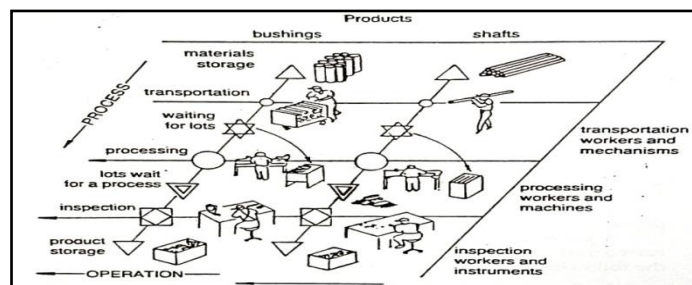 Products
bushings
shafts
materials
storage
transportation
waiting
for lots
processing
lots wait
for a process
inspection
product
storage
PROCESS
OPERATION
transportation
workers and
mechanisms
processing
workers and
machines
inspection
workers and
instruments